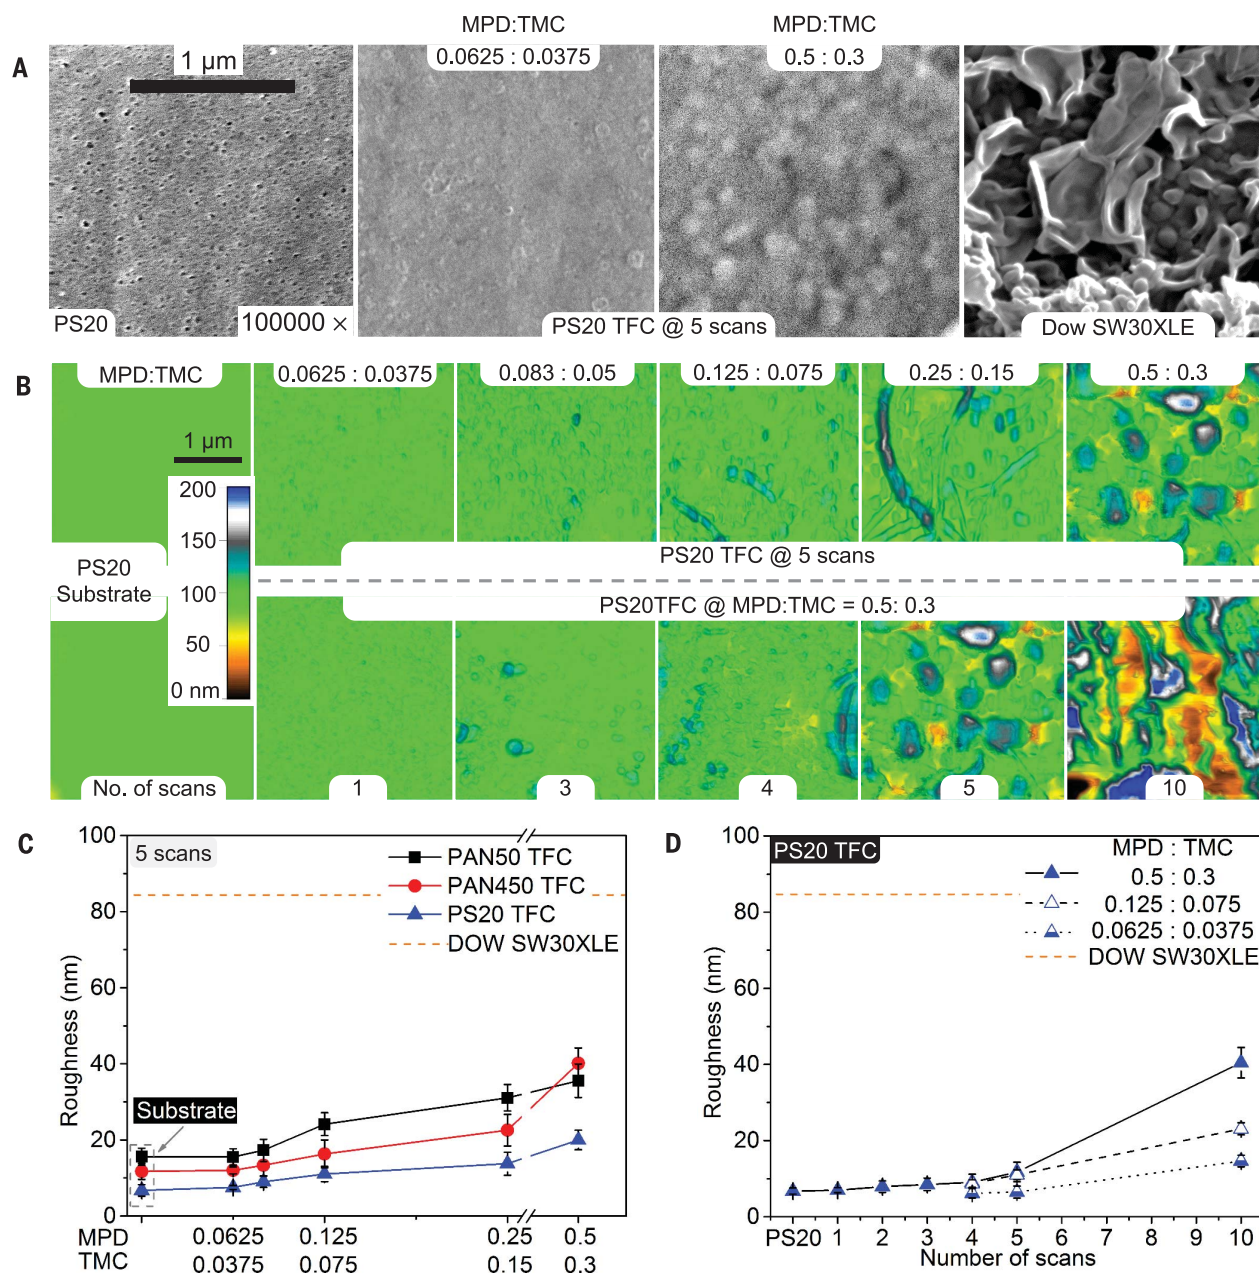 A
MPD:TMC
0.0625 : 0.0375
MPD:TMC
0.5 : 0.3
1 µm
PS20
100000 ×
PS20 TFC @ 5 scans
Dow SW30XLE
B
MPD:TMC
0.0625 : 0.0375
0.083 : 0.05
0.125 : 0.075
0.25 : 0.15
0.5 : 0.3
1 µm
200
150
100
50
0 nm
PS20
Substrate
PS20 TFC @ 5 scans
PS20TFC @ MPD:TMC = 0.5: 0.3
No. of scans
1
3
4
5
10
C
5 scans
PAN50 TFC
PAN450 TFC
PS20 TFC
DOW SW30XLE
Substrate
Roughness (nm)
100
80
60
40
20
0
MPD
0.0625
0.125
0.25
0.5
TMC
0.0375
0.075
0.15
0.3
D
PS20 TFC
MPD : TMC
0.5 : 0.3
0.125 : 0.075
0.0625 : 0.0375
DOW SW30XLE
Roughness (nm)
100
80
60
40
20
0
PS20 1 2 3 4 5 6 7 8 9 10
Number of scans